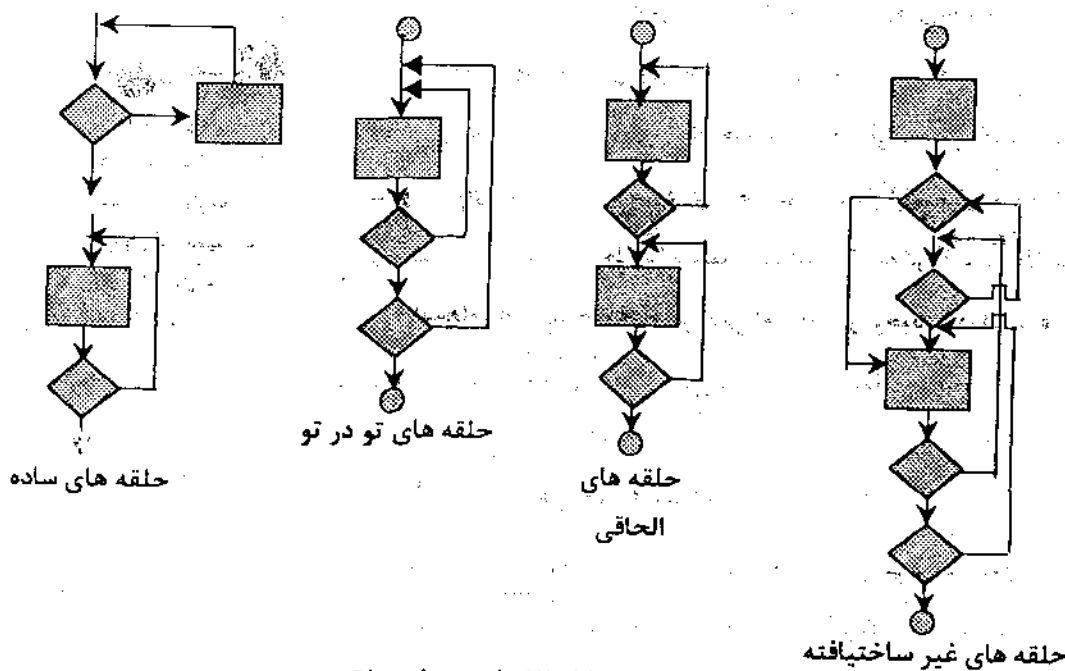 حلقه های ساده
حلقه های تو در تو
حلقه های
الحاقی
حلقه های غیر ساختیافته